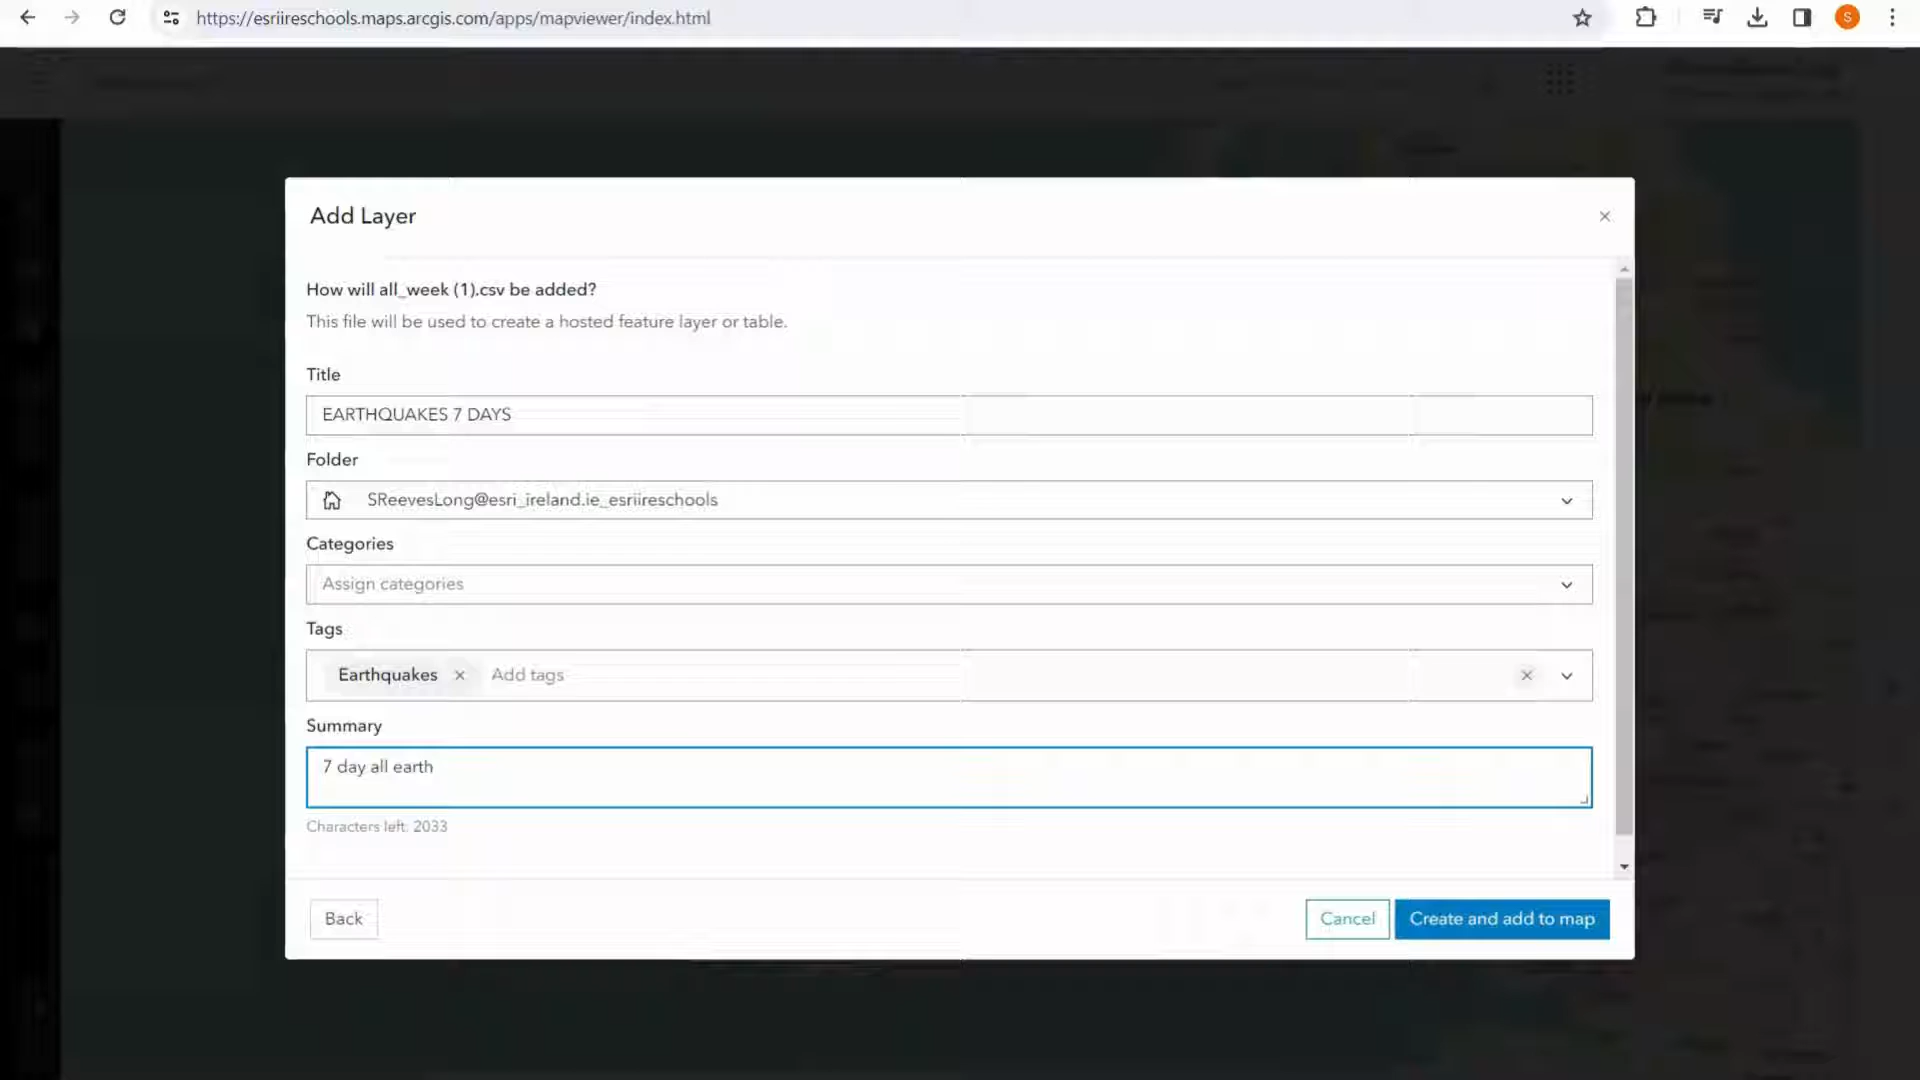 https://esriireschools.maps.arcgis.com/apps/mapviewer/index.html
S
Add Layer
How will all_week (1).csv be added?
This file will be used to create a hosted feature layer or table.
Title
EARTHQUAKES 7 DAYS
Folder
SReevesLong@esri_ireland.ie_esriireschools
Categories
Assign categories
Tags
Earthquakes Add tags
Summary
7 day all earth
Characters left: 2033
Back Cancel Create and add to map